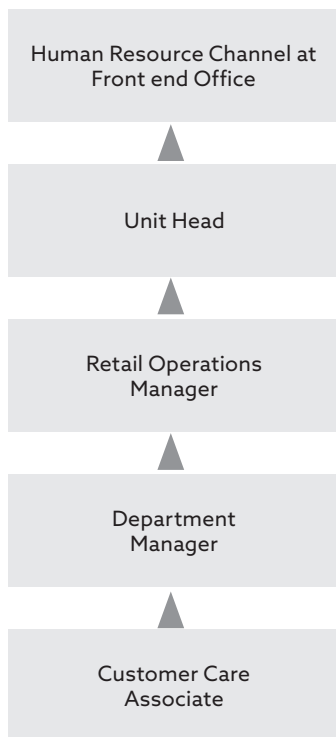 Human Resource Channel at
Front end Office
Unit Head
Retail Operations
Manager
Department
Manager
Customer Care
Associate